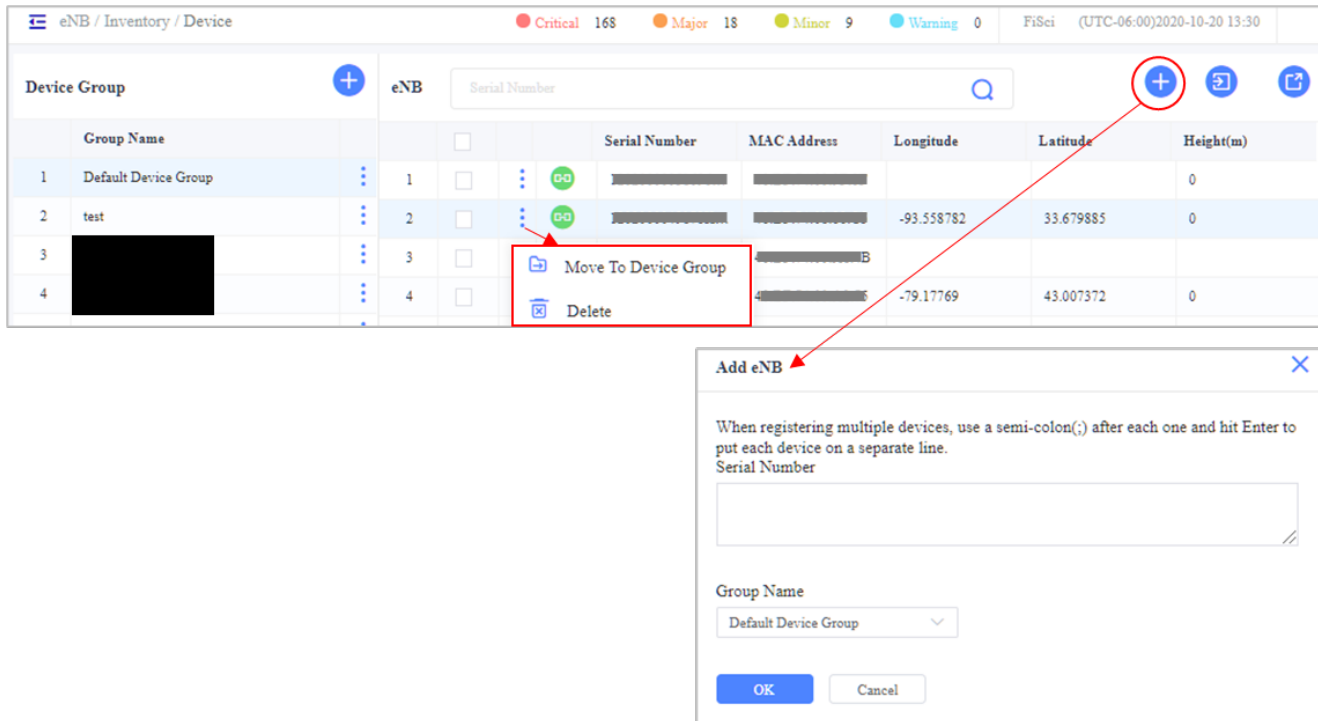 eNB / Inventory / Device Critical 168 Major 18 Minor 9 Warning 0 FiSci (UTC-06:00)2020-10-20 13:30
Device Group eNB Serial Number
Group Name Serial Number MAC Address Longitude Latitude Height(m)
1 Default Device Group 1 0
2 test 2 -93.558782 33.679885 0
3 3 B
4 4 -79.17769 43.007372 0
Move To Device Group
Delete
Add eNB
When registering multiple devices, use a semi-colon(;) after each one and hit Enter to
put each device on a separate line.
Serial Number
Group Name
Default Device Group
OK Cancel